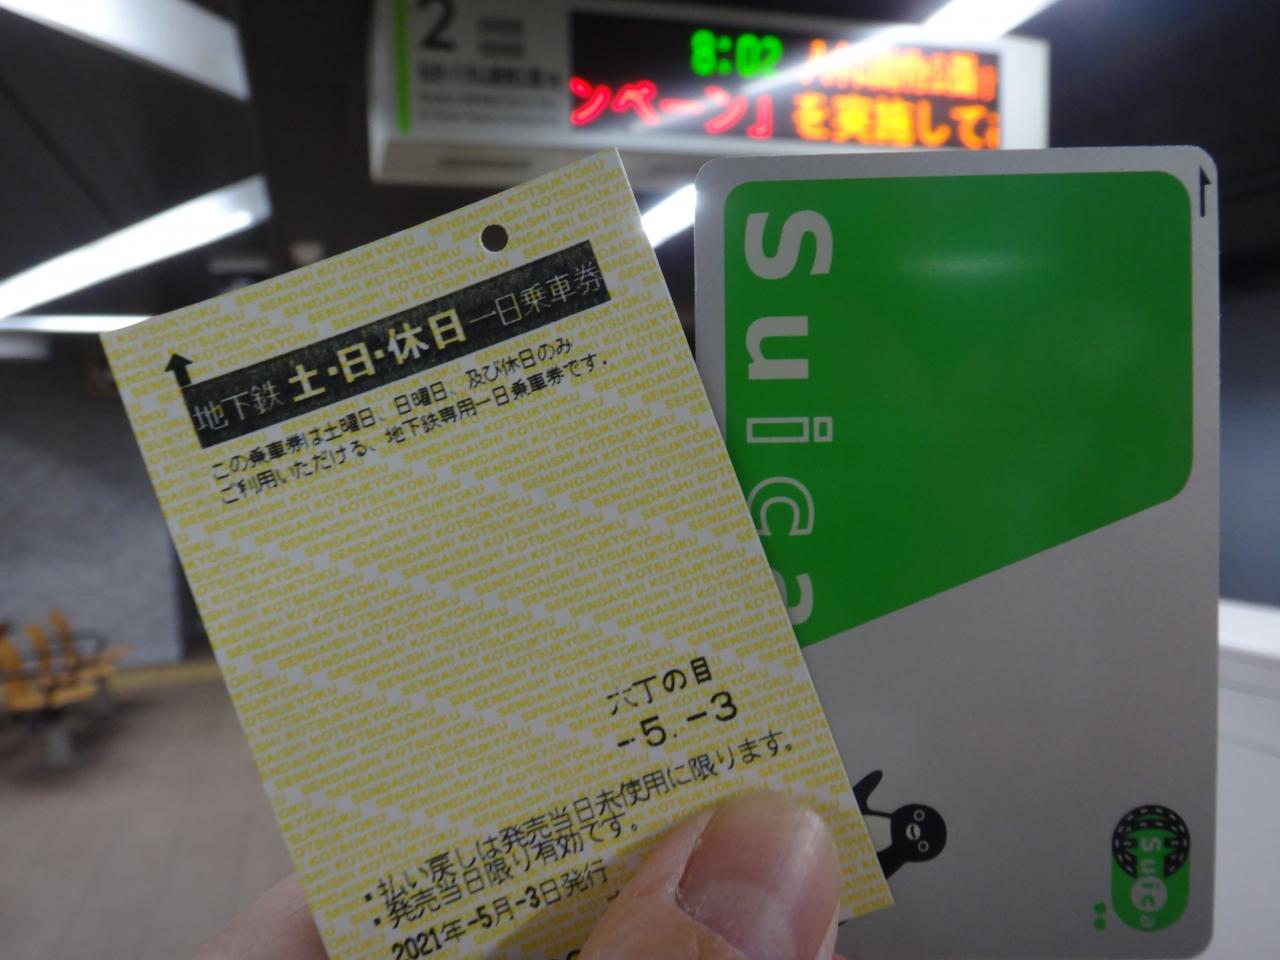 2
8:02
ンペーン』を実施して
SENDAISHI KOTSUKYOKU
地下鉄 土・日・休日 一日乗車券
この乗車券は土曜日、日曜日、及び休日のみ
ご利用いただける、地下鉄専用一日乗車券です．
六丁の目
-5.-3
・払い戻しは発売当日未使用に限ります。
・発売当日限り有効です。
2021年-5月-3日発行
Suica
Suica